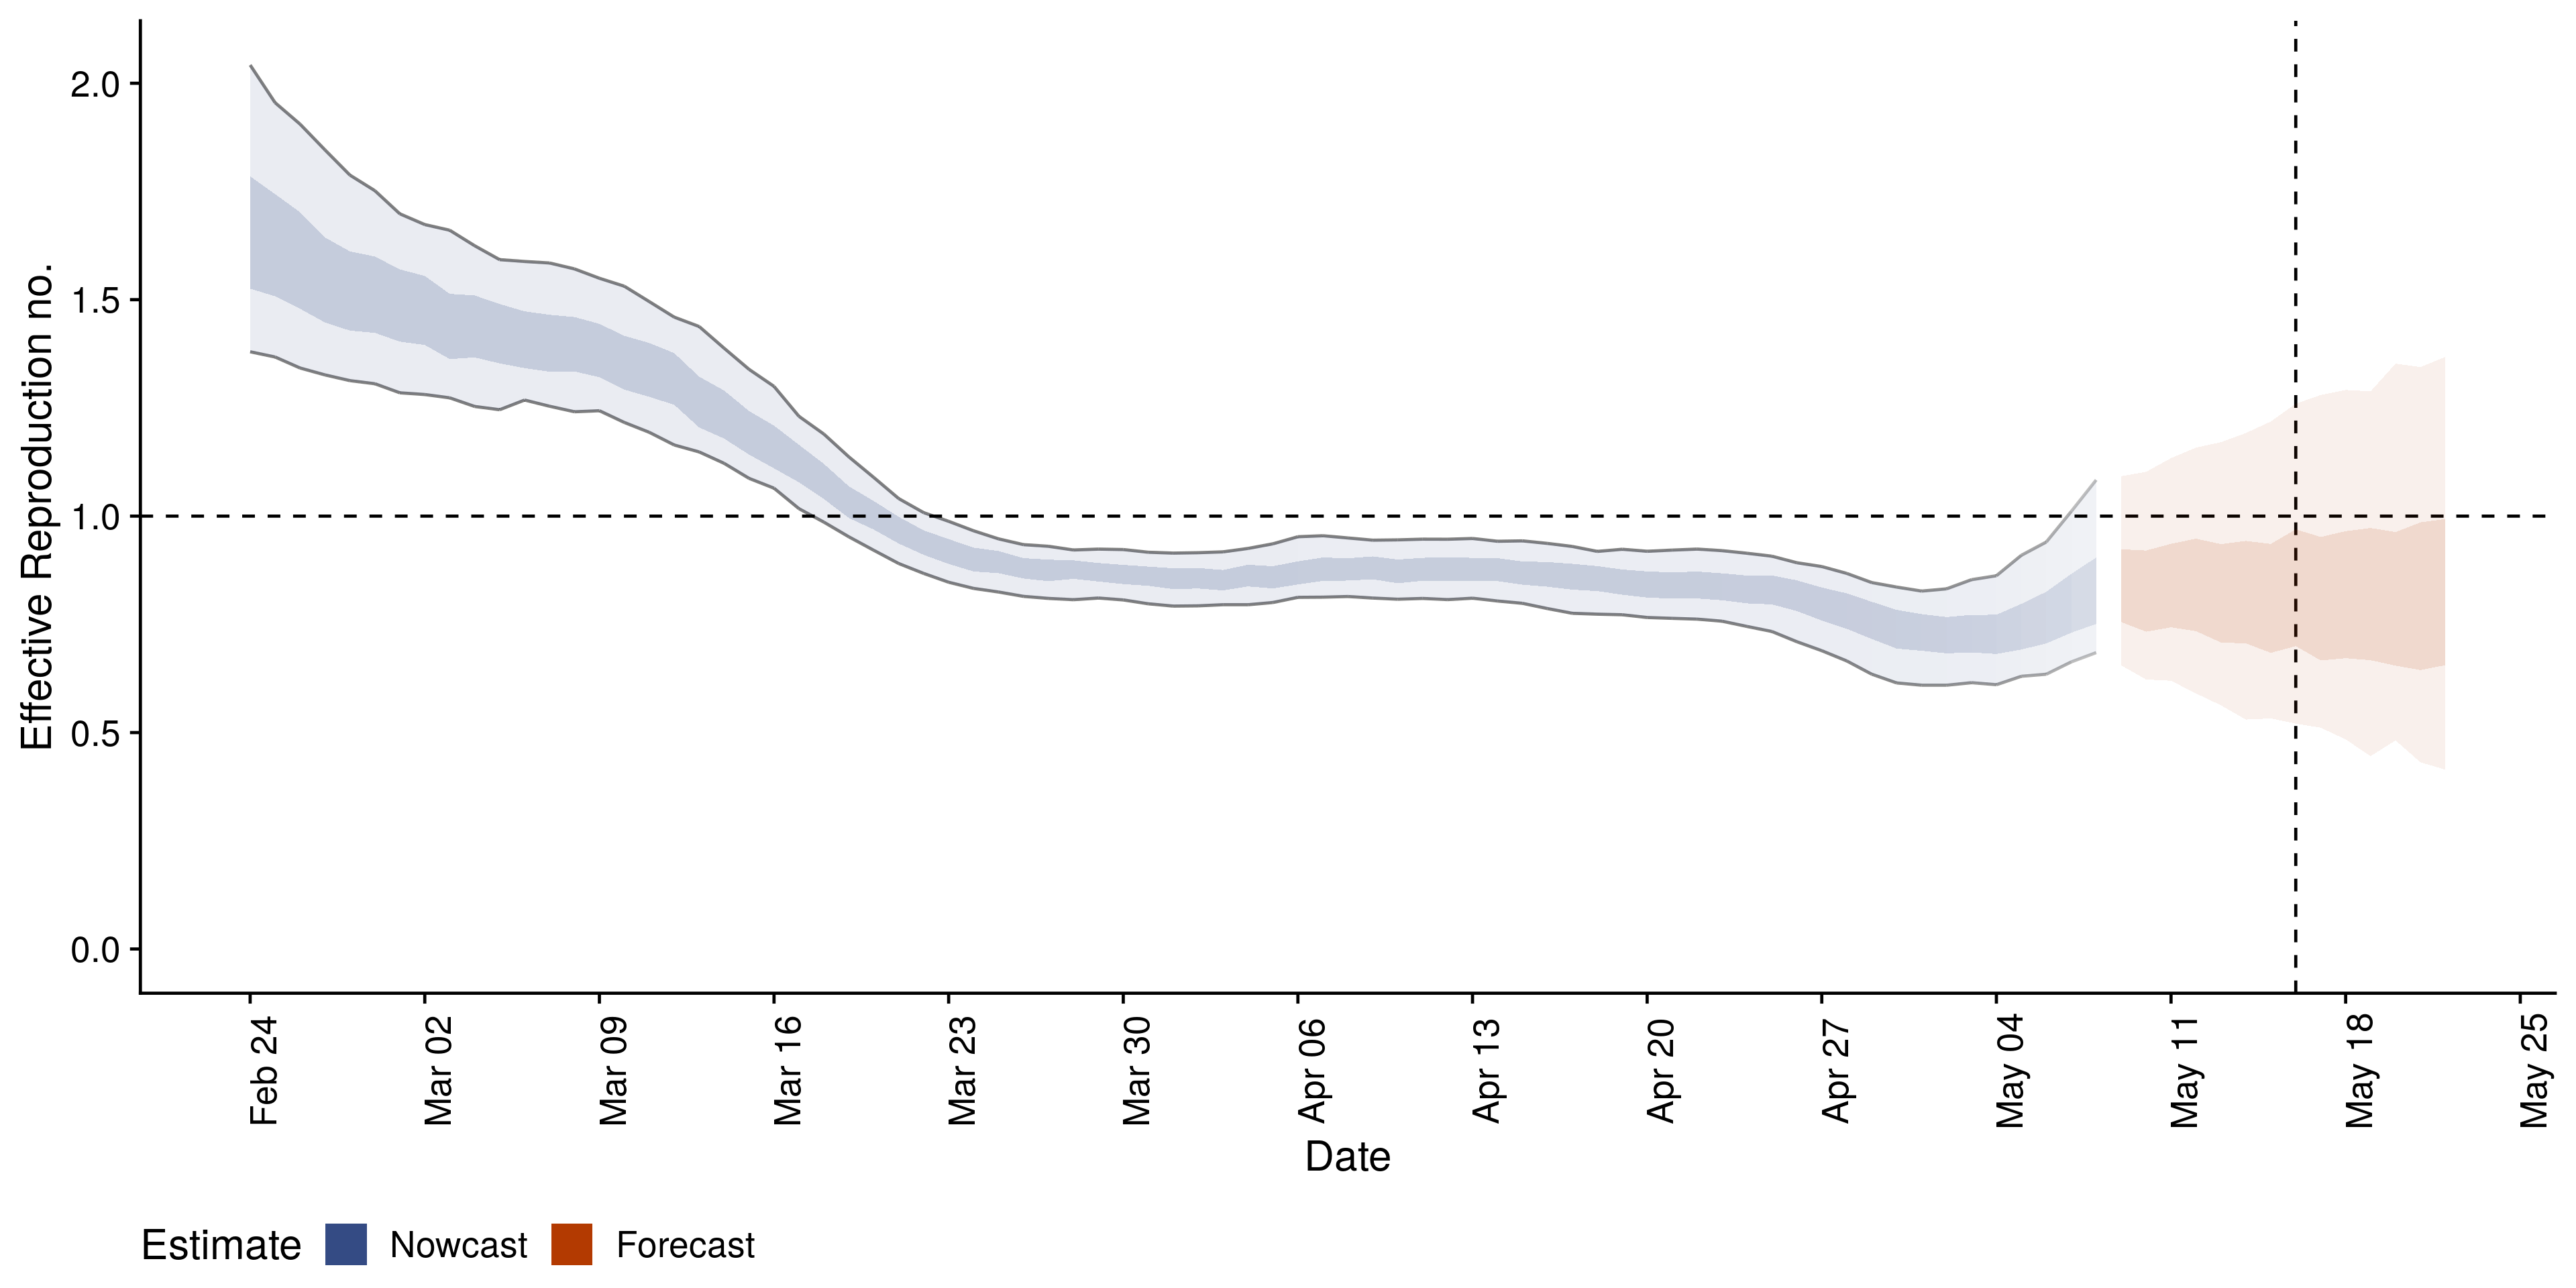 Effective Reproduction no.
2.0
1.5
1.0
0.5
0.0
Feb 24
Mar 02
Mar 09
Mar 16
Mar 23
Mar 30
Apr 06
Apr 13
Apr 20
Apr 27
May 04
May 11
May 18
May 25
Date
Estimate Nowcast Forecast